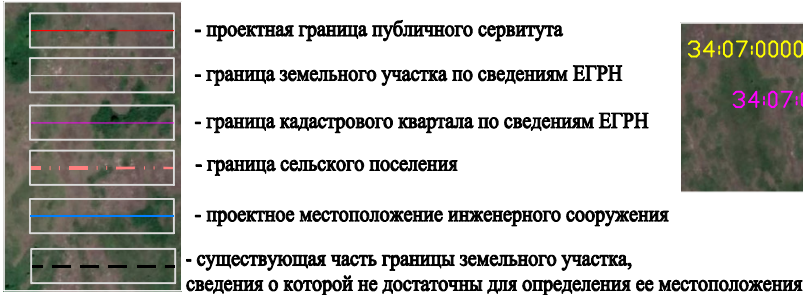 - проектная граница публичного сервитута
- граница земельного участка по сведениям ЕГРН
- граница кадастрового квартала по сведениям ЕГРН
- граница сельского поселения
- проектное местоположение инженерного сооружения
- существующая часть границы земельного участка,
сведения о которой не достаточны для определения ее местоположения
34:07:0000
34:07: